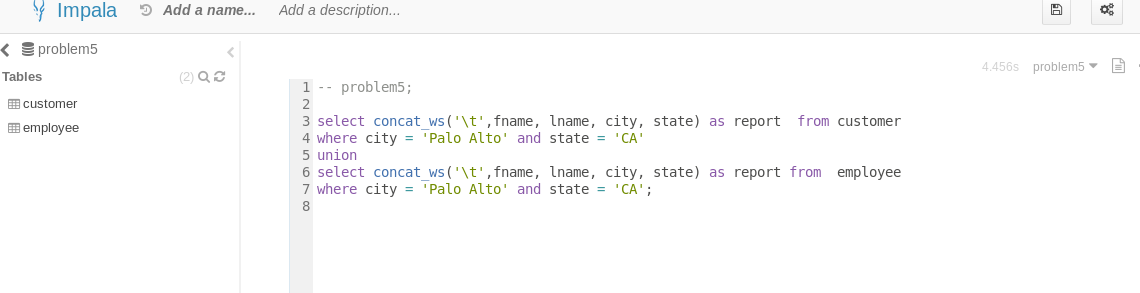 Impala Add a name... Add a description...
problem5
4.456s problem5
Tables (2)
customer
employee
1 -- problem5;
2
3 select concat_ws('\t',fname, lname, city, state) as report  from customer
4 where city = 'Palo Alto' and state = 'CA'
5 union
6 select concat_ws('\t',fname, lname, city, state) as report from  employee
7 where city = 'Palo Alto' and state = 'CA';
8